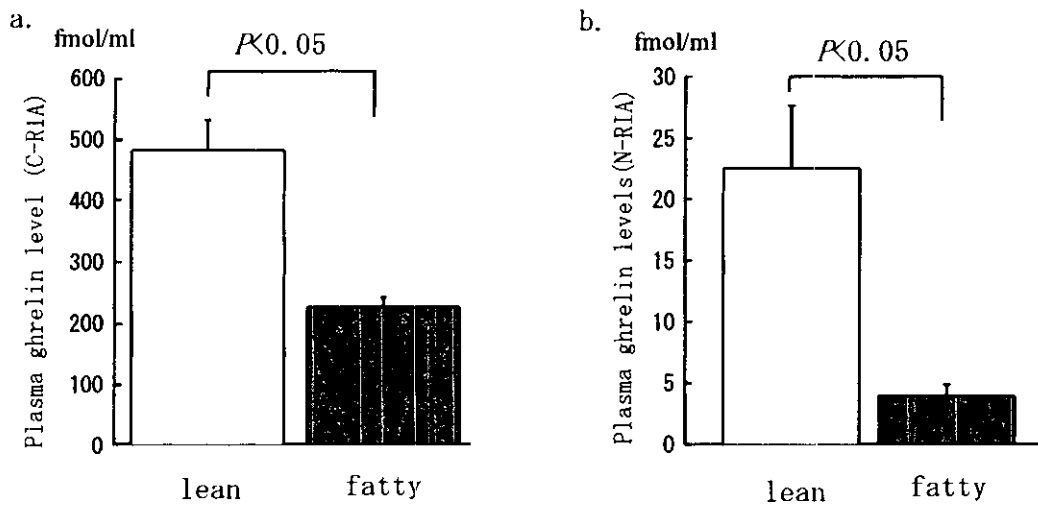 a.
fmol/ml
P<0.05
600
500
400
300
200
100
0
Plasma ghrelin level (C-RIA)
lean
fatty
b.
fmol/ml
P<0.05
30
25
20
15
10
5
0
Plasma ghrelin levels(N-RIA)
lean
fatty